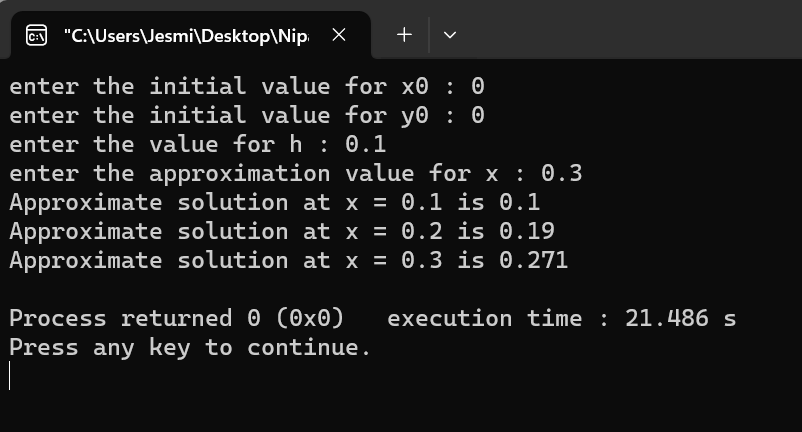 "C:\Users\Jesmi\Desktop\Nip
enter the initial value for x0 : 0
enter the initial value for y0 : 0
enter the value for h : 0.1
enter the approximation value for x : 0.3
Approximate solution at x = 0.1 is 0.1
Approximate solution at x = 0.2 is 0.19
Approximate solution at x = 0.3 is 0.271
Process returned 0 (0x0)   execution time : 21.486 s
Press any key to continue.